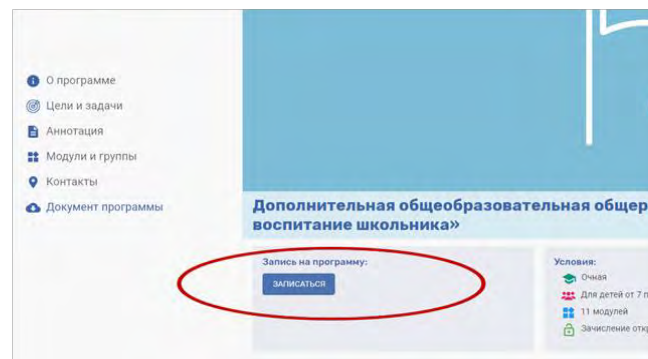 О программе
Цели и задачи
Аннотация
Модули и группы
Контакты
Документ программы
Дополнительная общеобразовательная общер
воспитание школьника»
Запись на программу:
ЗАПИСАТЬСЯ
Условия:
Очная
Для детей от 7
11 модулей
Зачисление